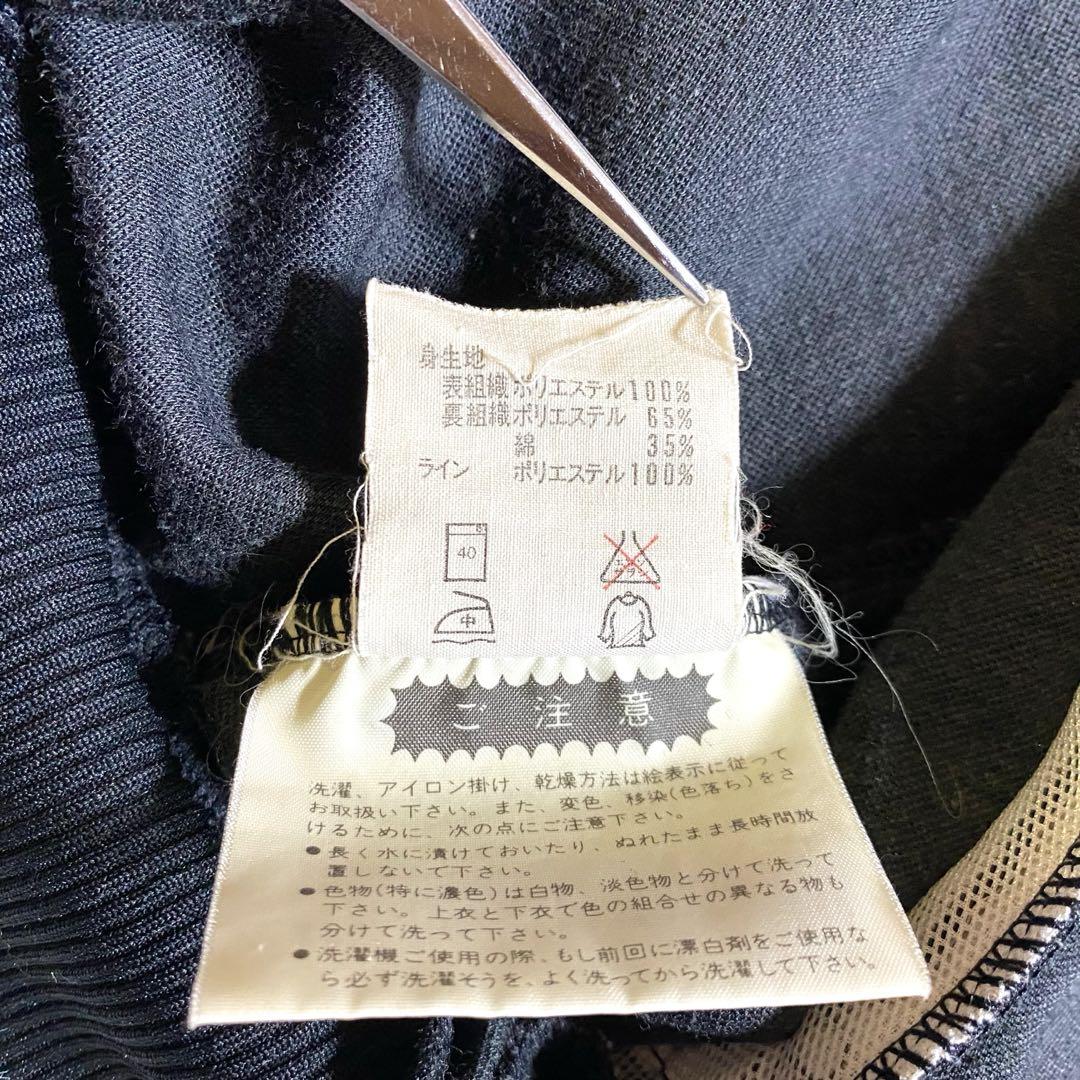 身生地
表組織ポリエステル100%
裏組織ポリエステル 65%
綿 35%
ライン ポリエステル100%
40
中
ご注意
洗濯、アイロン掛け、乾燥方法は絵表示に従って
お取扱い下さい。また、変色、移染(色落ち)をさ
けるために、次の点にご注意下さい。
●長く水に漬けておいたり、ぬれたまま長時間放
置しないで下さい。
●色物(特に濃色)は白物、淡色物と分けて洗って
下さい。上衣と下衣で色の組合せの異なる物も
分けて洗って下さい。
●洗濯機ご使用の際、もし前回に漂白剤をご使用な
ら必ず洗濯そうを、よく洗ってから洗濯して下さい。